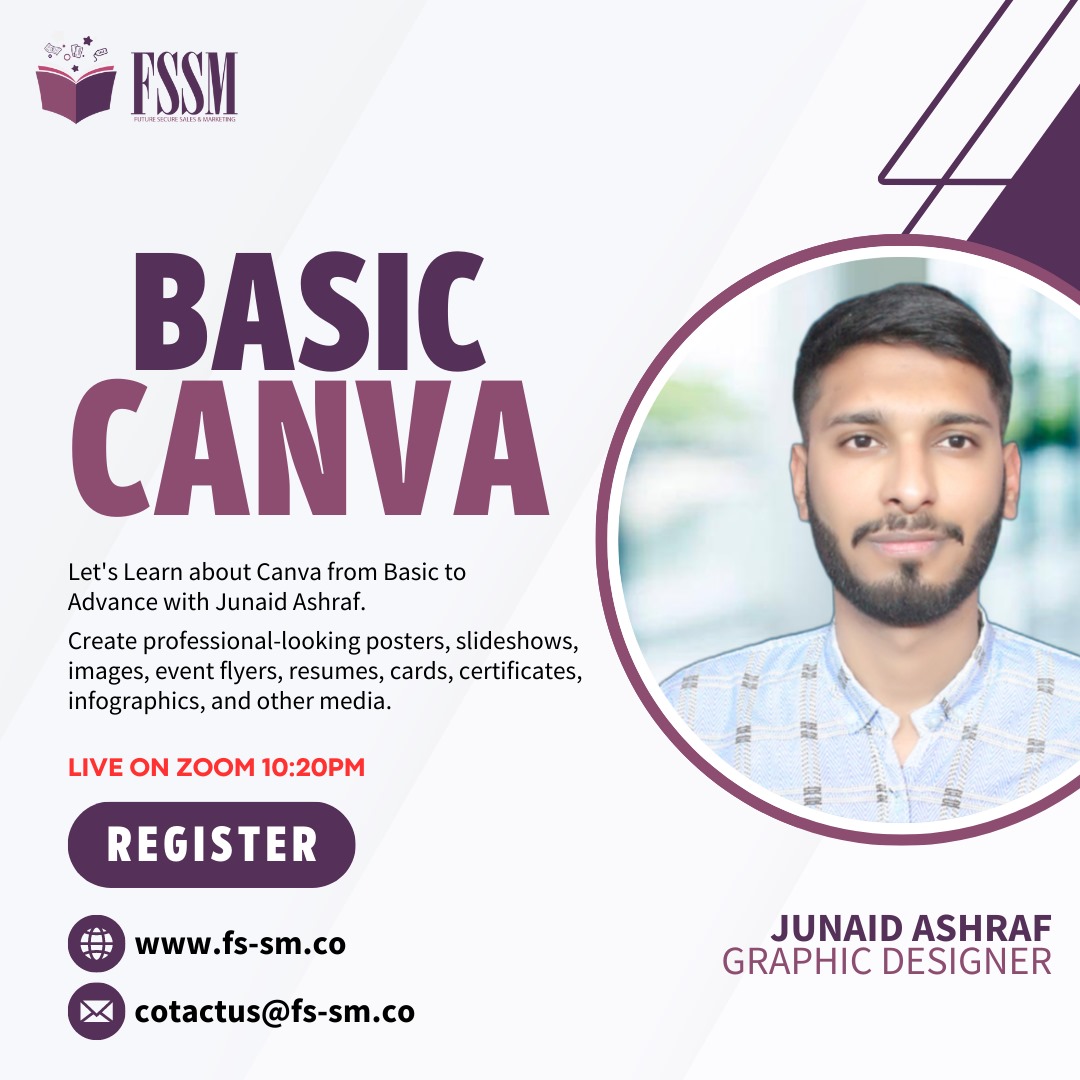 FSSM
FUTURE SECURE SALES & MARKETING
BASIC
CANVA
Let's Learn about Canva from Basic to
Advance with Junaid Ashraf.
Create professional-looking posters, slideshows,
images, event flyers, resumes, cards, certificates,
infographics, and other media.
LIVE ON ZOOM 10:20PM
REGISTER
www.fs-sm.co
cotactus@fs-sm.co
JUNAID ASHRAF
GRAPHIC DESIGNER